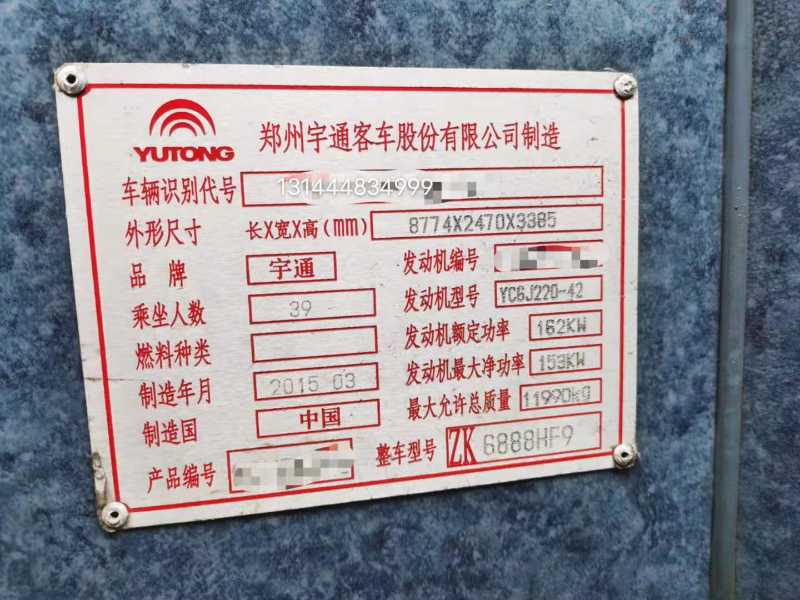 YUTONG 郑州宇通客车股份有限公司制造
车辆识别代号 131444834999
外形尺寸 长X宽X高(mm) 8774X2470X3385
品牌 宇通 发动机编号
乘坐人数 39 发动机型号 YC6J220-42
燃料种类 发动机额定功率 162KW
制造年月 2015 03 发动机最大净功率 153KW
制造国 中国 最大允许总质量 11990kg
产品编号 整车型号 ZK 6888HF9